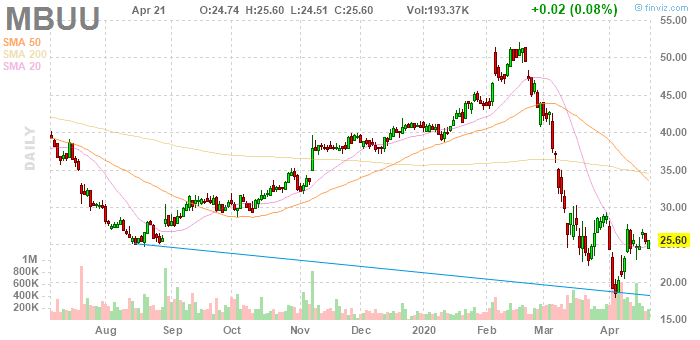 MBUU
Apr 21 O:24.74 H:25.60 L:24.51 C:25.60 Vol:193.37K +0.02 (0.08%)
© finviz.com
SMA 50
SMA 200
SMA 20
DAILY
55.00
50.00
45.00
40.00
35.00
30.00
25.60
25.00
20.00
15.00
1M
800K
600K
400K
200K
Aug Sep Oct Nov Dec 2020 Feb Mar Apr